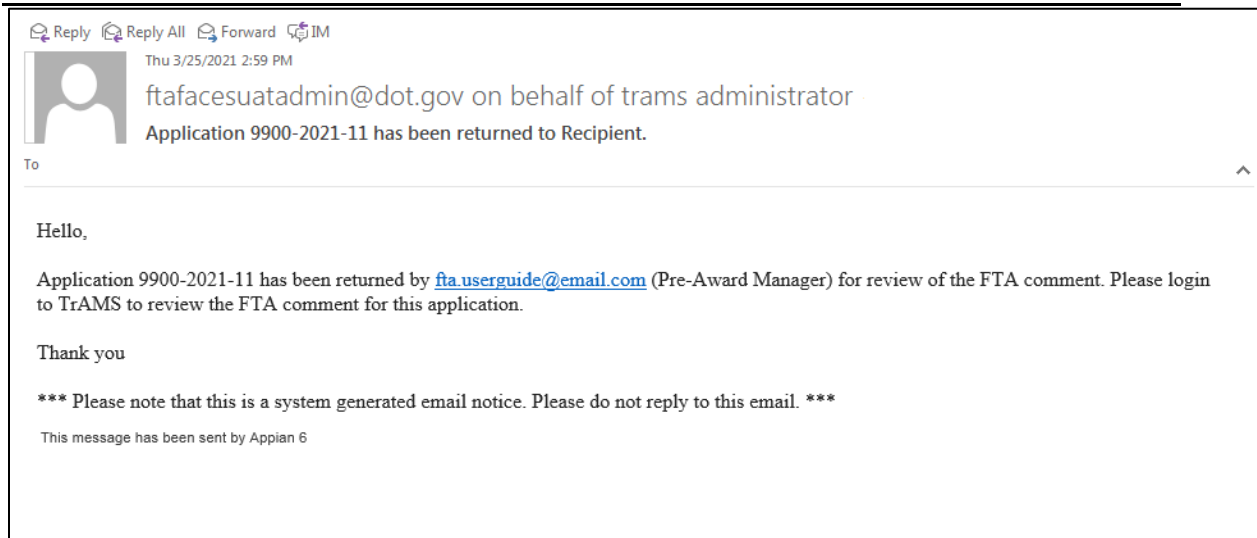 Reply Reply All Forward IM
Thu 3/25/2021 2:59 PM
ftafacesuatadmin@dot.gov on behalf of trams administrator
Application 9900-2021-11 has been returned to Recipient.
To
Hello,
Application 9900-2021-11 has been returned by fta.userguide@email.com (Pre-Award Manager) for review of the FTA comment. Please login
to TrAMS to review the FTA comment for this application.
Thank you
*** Please note that this is a system generated email notice. Please do not reply to this email. ***
This message has been sent by Appian 6